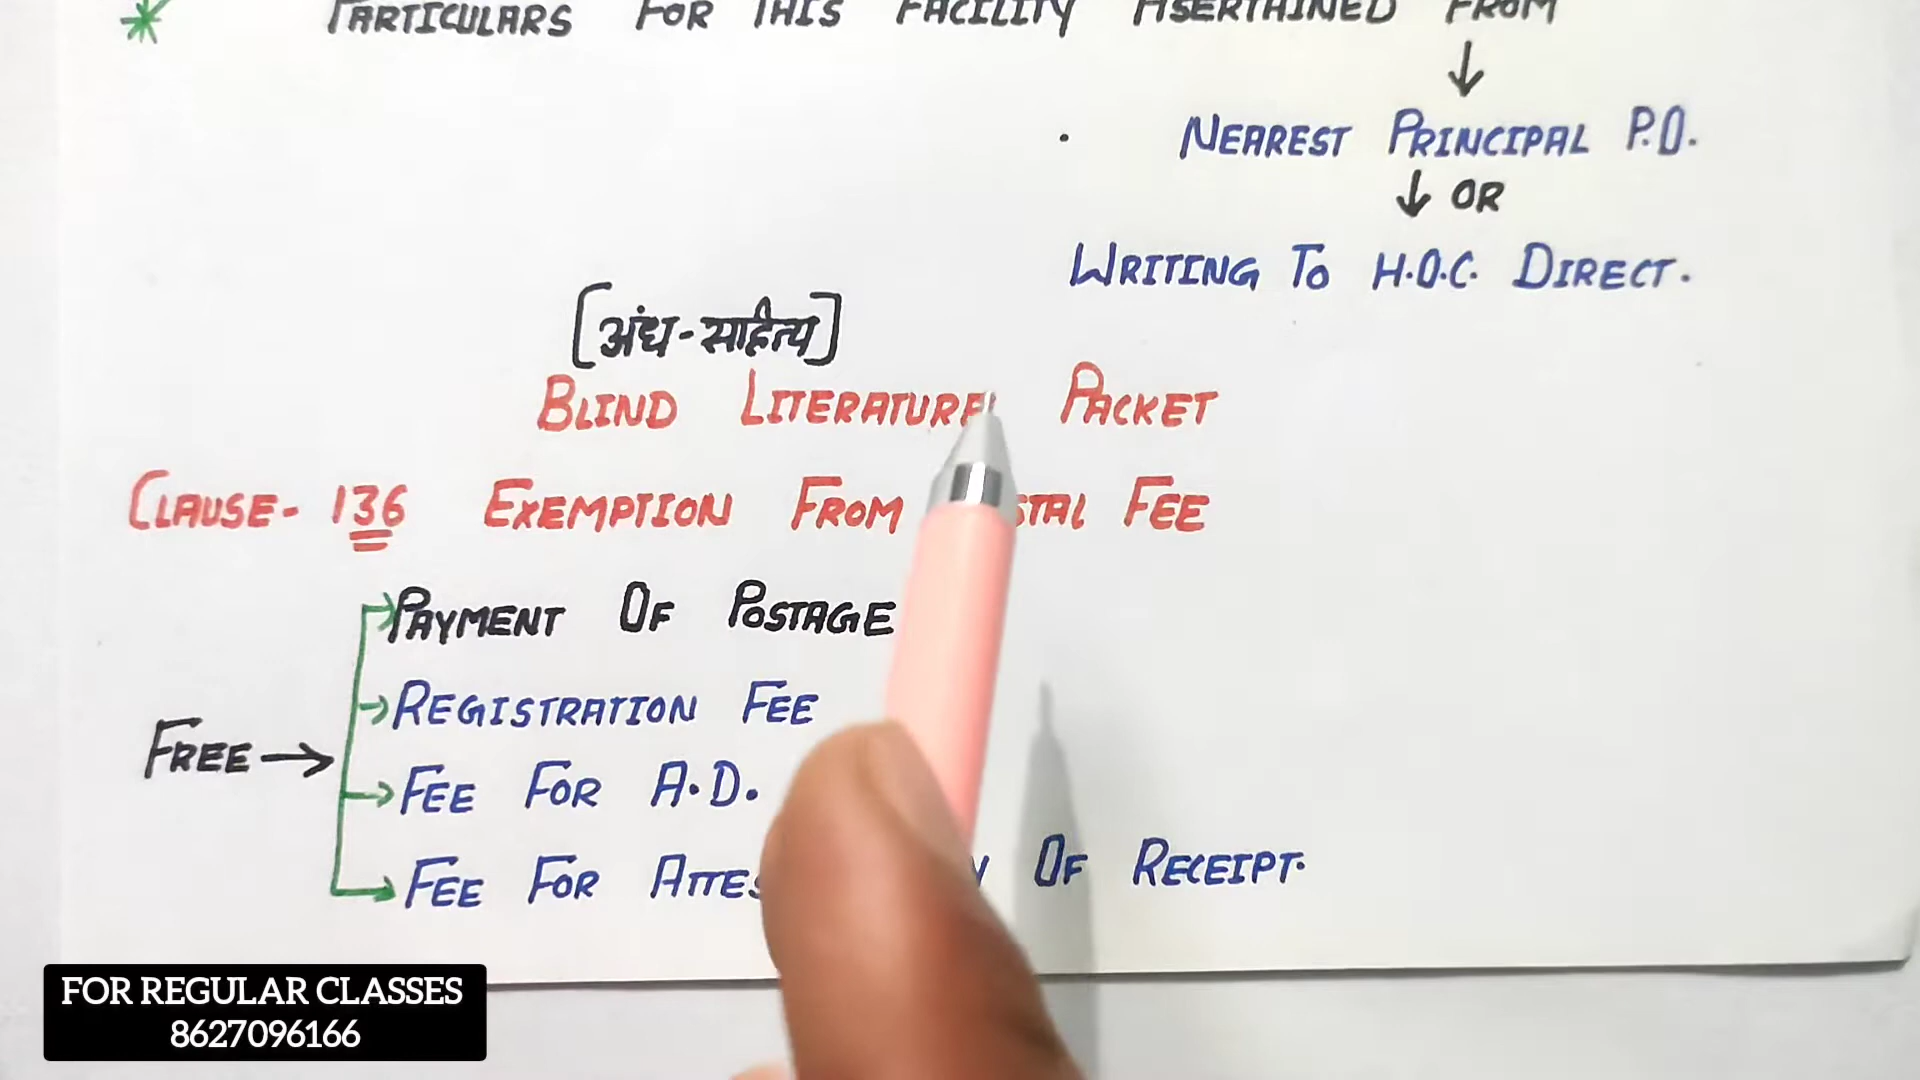 PARTICULARS FOR THIS FACILITY ASERTAINED FROM
NEAREST PRINCIPAL P.O.
OR
WRITING TO H.O.C. DIRECT.
[अंध-साहित्य]
BLIND LITERATURE PACKET
CLAUSE- 136 EXEMPTION FROM FEE
PAYMENT OF POSTAGE
REGISTRATION FEE
FREE
FEE FOR A.D.
FEE FOR OF RECEIPT.
FOR REGULAR CLASSES
8627096166